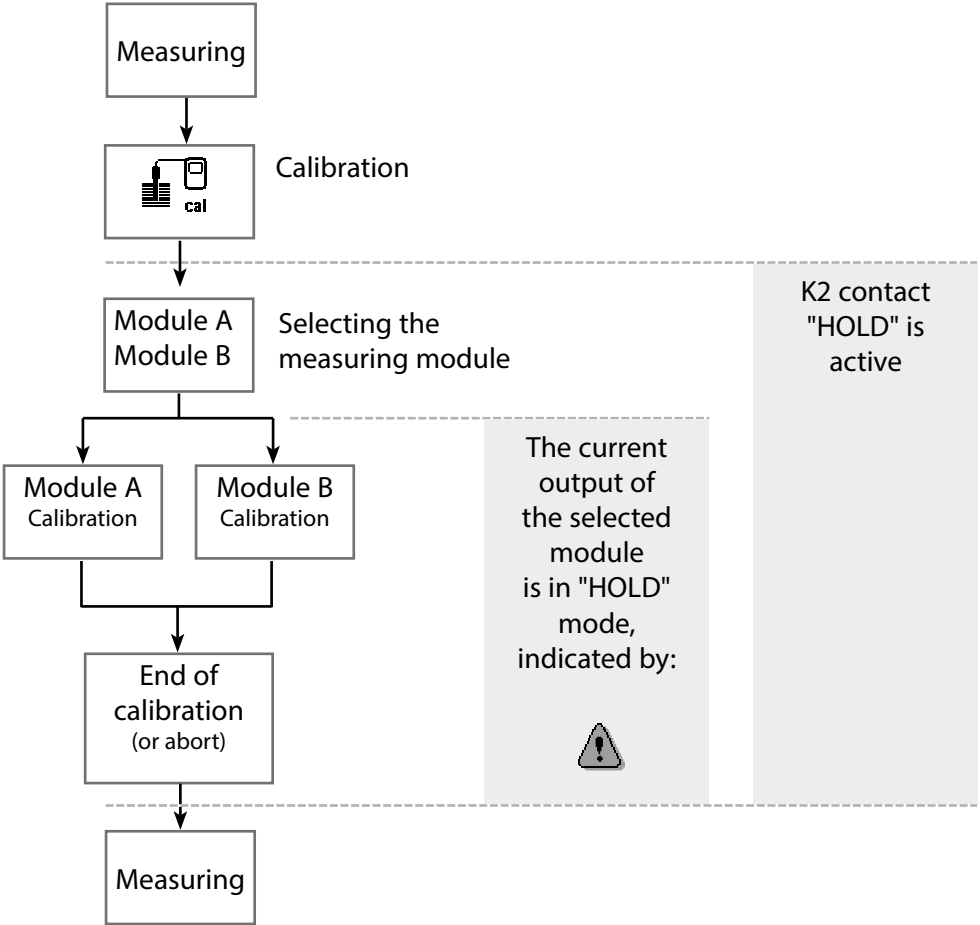 Measuring
cal
Calibration
Module A
Module B
Selecting the
measuring module
K2 contact
"HOLD" is
active
Module A
Calibration
Module B
Calibration
The current
output of
the selected
module
is in "HOLD"
mode,
indicated by:
End of
calibration
(or abort)
Measuring